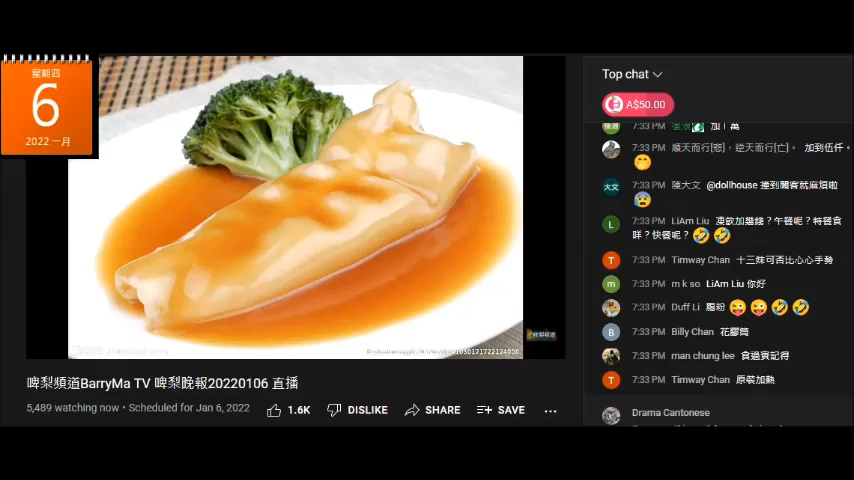 星期四
6
2022 一月
啤梨頻道BarryMa TV 啤梨晚報20220106 直播
5,489 watching now • Scheduled for Jan 6, 2022
1.6K
DISLIKE
SHARE
SAVE
Top chat
A$50.00
7:33 PM 加 萬
7:33 PM 順天而行[昌],逆天而行[亡]。 加到伍仟。
7:33 PM 陳大文 @dollhouse 撞到閹客就麻煩啦
7:33 PM LiAm Liu 凍飲加幾錢?午餐呢?特餐
咩?快餐呢?
7:33 PM Timway Chan 十三妹可否比心心手勢
7:33 PM m k so LiAm Liu 你好
7:33 PM Duff Li 腸粉
7:33 PM Billy Chan 花膠筒
7:33 PM man chung lee 食過實記得
7:33 PM Timway Chan 原裝加熱
Drama Cantonese